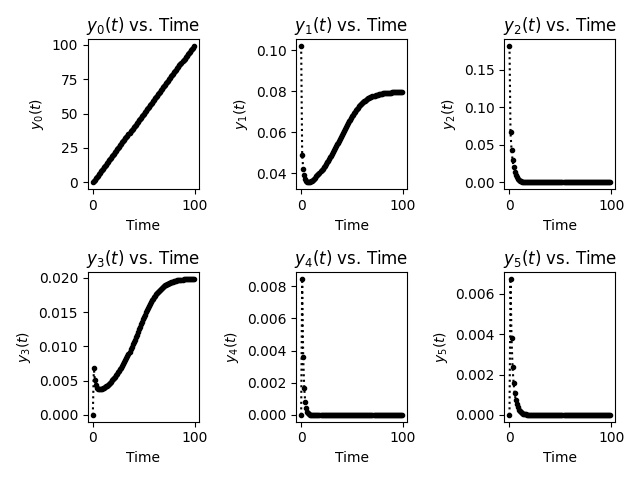 y₀(t) vs. Time
y₀(t)
100
75
50
25
0
0
100
Time
y₁(t) vs. Time
y₁(t)
0.10
0.08
0.06
0.04
0
100
Time
y₂(t) vs. Time
y₂(t)
0.15
0.10
0.05
0.00
0
100
Time
y₃(t) vs. Time
y₃(t)
0.020
0.015
0.010
0.005
0.000
0
100
Time
y₄(t) vs. Time
y₄(t)
0.008
0.006
0.004
0.002
0.000
0
100
Time
y₅(t) vs. Time
y₅(t)
0.006
0.004
0.002
0.000
0
100
Time